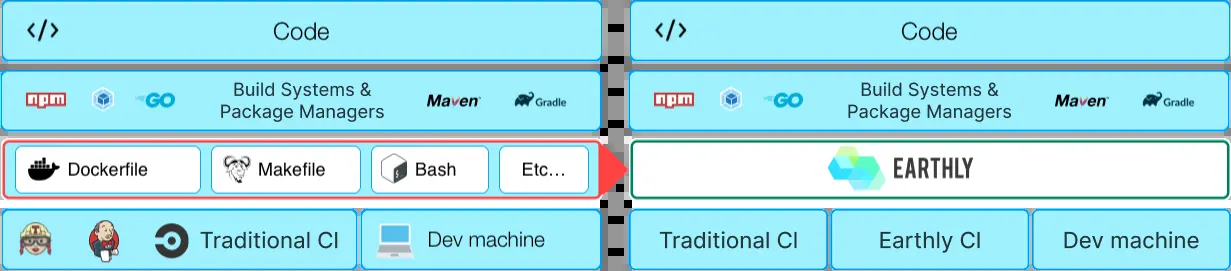 Code
npm
GO
Build Systems &
Package Managers
Maven
Gradle
Dockerfile
Makefile
Bash
Etc...
Traditional CI
Dev machine
Code
npm
GO
Build Systems &
Package Managers
Maven
Gradle
EARTHLY
Traditional CI
Earthly CI
Dev machine